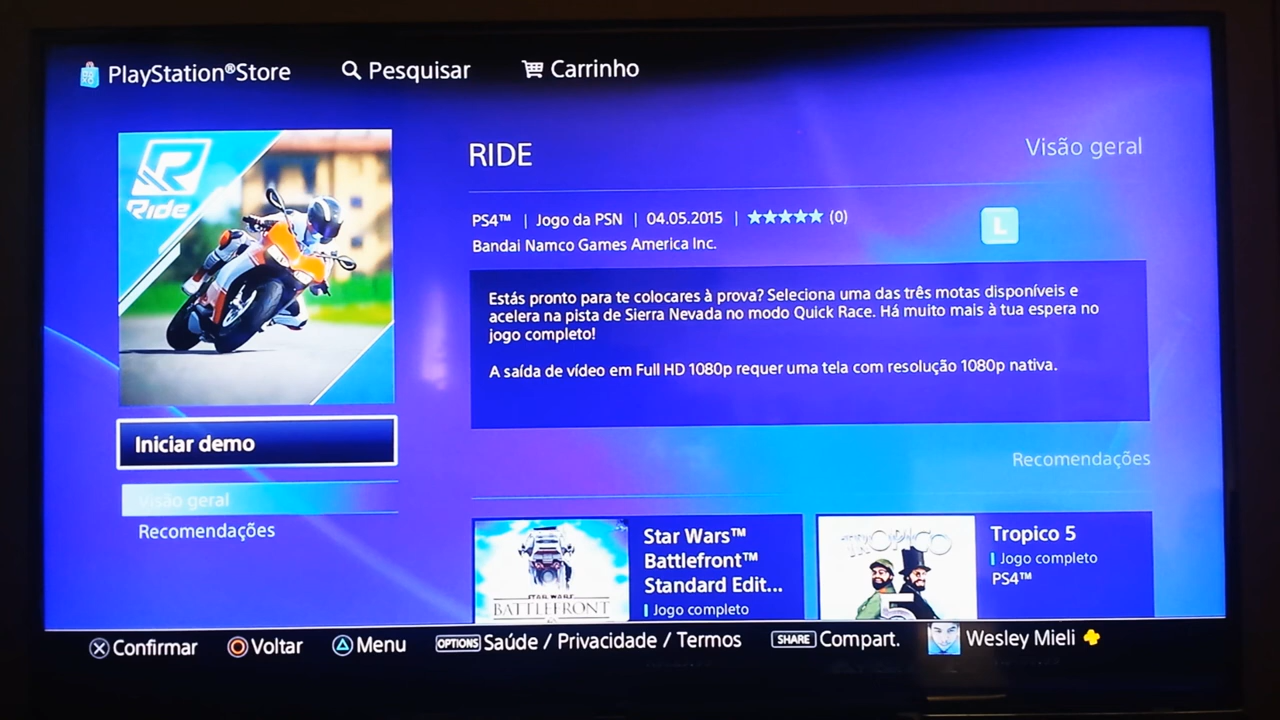 PlayStation®Store
Pesquisar
Carrinho
Ride
RIDE
Visão geral
PS4™ | Jogo da PSN | 04.05.2015 | ★★★★★ (0)
L
Bandai Namco Games America Inc.
Estás pronto para te colocares à prova? Seleciona uma das três motas disponíveis e
acelera na pista de Sierra Nevada no modo Quick Race. Há muito mais à tua espera no
jogo completo!
A saída de vídeo em Full HD 1080p requer uma tela com resolução 1080p nativa.
Iniciar demo
Visão geral
Recomendações
Recomendações
STAR WARS
BATTLEFRONT
Star Wars™
Battlefront™
Standard Edit...
Jogo completo
TROPICO
5
Tropico 5
Jogo completo
PS4™
Confirmar
Voltar
Menu
OPTIONS Saúde / Privacidade / Termos
SHARE Compart.
Wesley Mieli